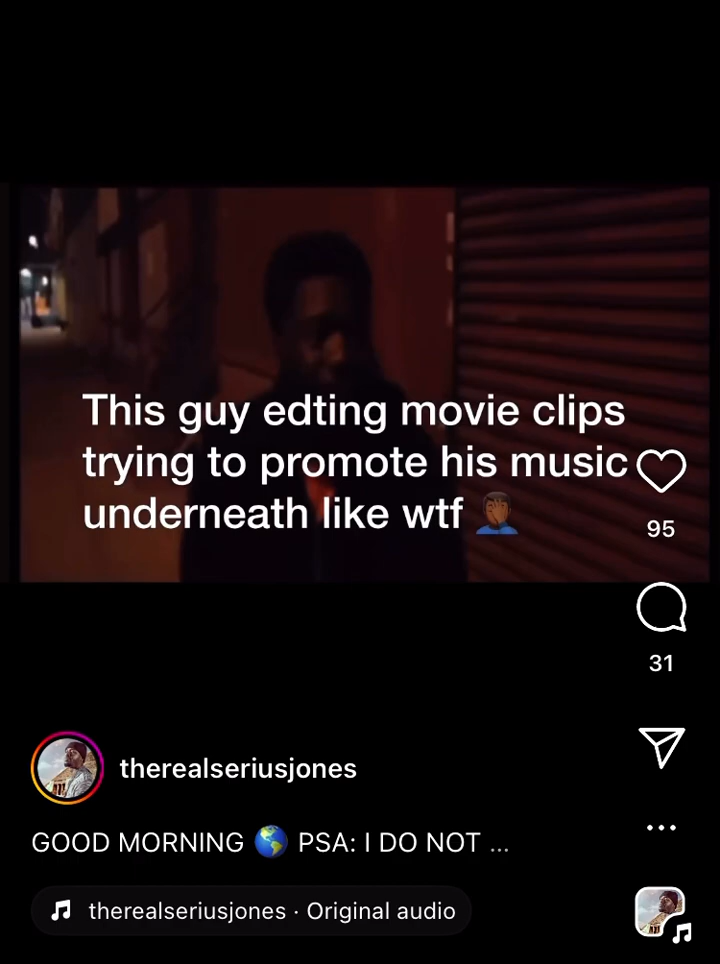 This guy edting movie clips
trying to promote his music
underneath like wtf 🤦🏾‍♂️
95
31
therealseriusjones
GOOD MORNING 🌎 PSA: I DO NOT ...
therealseriusjones · Original audio